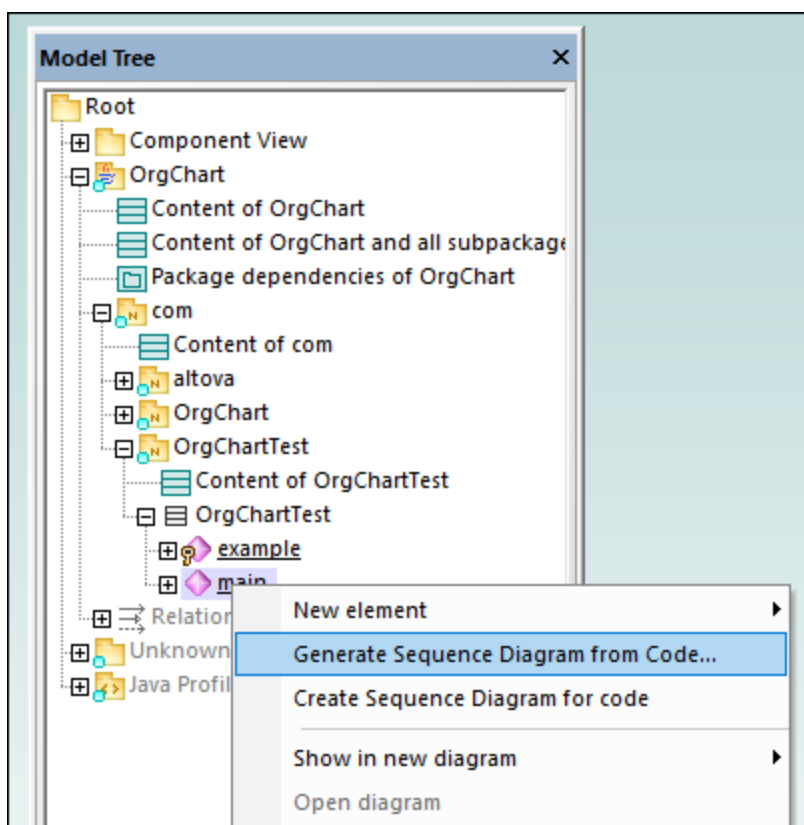 Model Tree
Root
Component View
OrgChart
Content of OrgChart
Content of OrgChart and all subpackage
Package dependencies of OrgChart
com
Content of com
altova
OrgChart
OrgChartTest
Content of OrgChartTest
OrgChartTest
example
main
New element
Relation
Unknown
Generate Sequence Diagram from Code...
Java Profil
Create Sequence Diagram for code
Show in new diagram
Open diagram